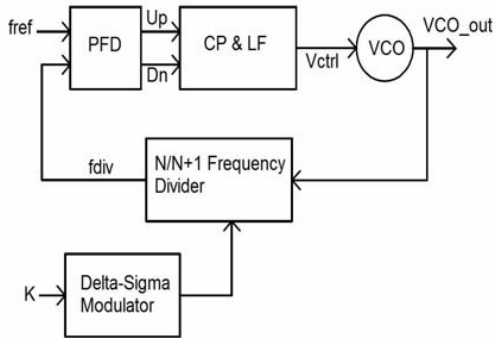 fref
PFD
Up
Dn
CP & LF
Vctrl
VCO
VCO_out
fdiv
N/N+1 Frequency
Divider
K
Delta-Sigma
Modulator